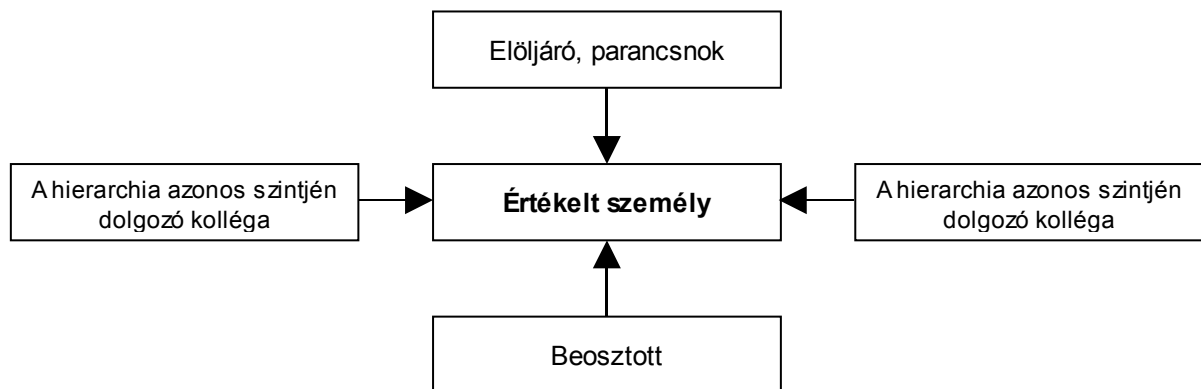 Elöljáró, parancsnok
A hierarchia azonos szintjén
dolgozó kolléga
Értékelt személy
A hierarchia azonos szintjén
dolgozó kolléga
Beosztott